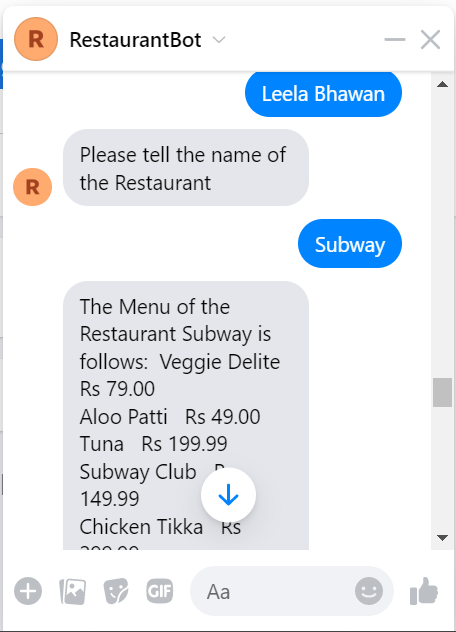 R RestaurantBot
Leela Bhawan
Please tell the name of
the Restaurant
R
Subway
The Menu of the
Restaurant Subway is
follows: Veggie Delite
Rs 79.00
Aloo Patti Rs 49.00
Tuna Rs 199.99
Subway Club
149.99
Chicken Tikka Rs
GIF
Aa